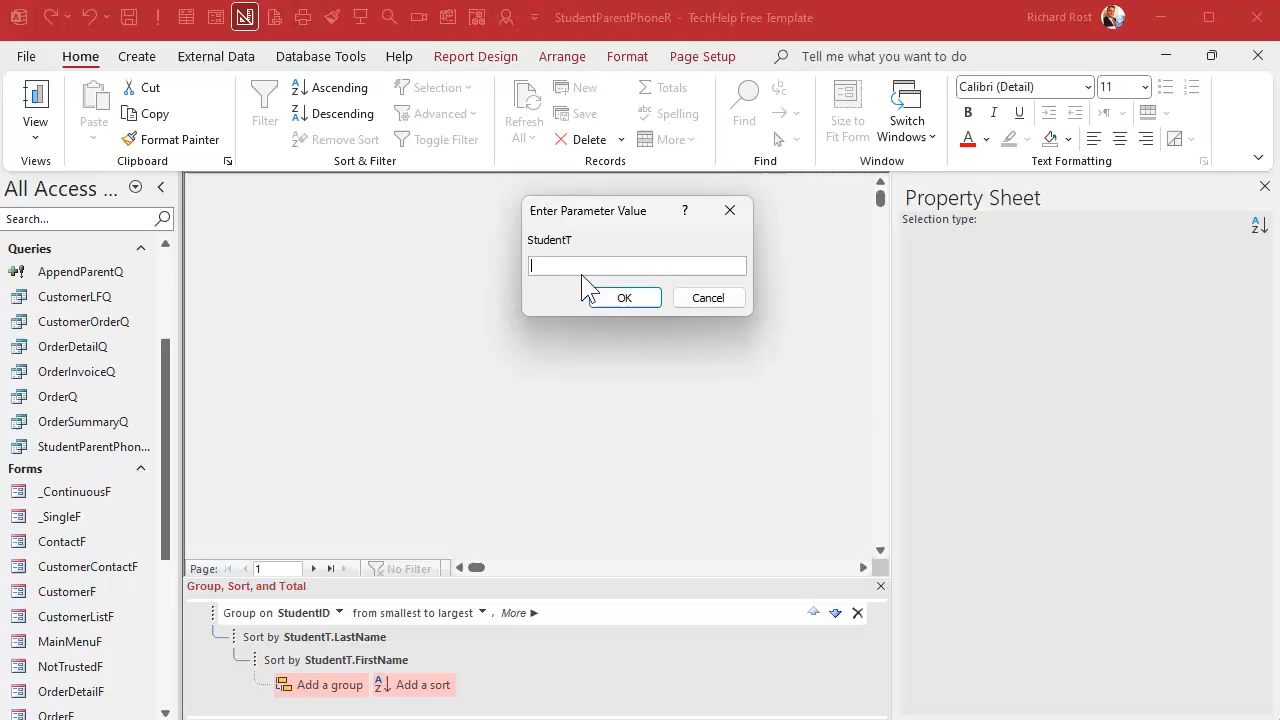 StudentParentPhoneR - TechHelp Free Template
Richard Rost
File Home Create External Data Database Tools Help Report Design Arrange Format Page Setup Tell me what you want to do
View
Views
Paste
Cut
Copy
Format Painter
Clipboard
Filter
Ascending
Descending
Remove Sort
Selection
Advanced
Toggle Filter
Sort & Filter
Refresh
All
New
Save
Delete
Totals
Spelling
More
Records
Find
Find
Size to
Fit Form
Switch
Windows
Window
Calibri (Detail) 11
B I U
A
Text Formatting
All Access ...
Search...
Queries
AppendParentQ
CustomerLFQ
CustomerOrderQ
OrderDetailQ
OrderInvoiceQ
OrderQ
OrderSummaryQ
StudentParentPhon...
Forms
_ContinuousF
_SingleF
ContactF
CustomerContactF
CustomerF
CustomerListF
MainMenuF
NotTrustedF
OrderDetailF
OrderF
Enter Parameter Value ?
StudentT
OK Cancel
Page: 1 No Filter
Group, Sort, and Total
Group on StudentID from smallest to largest , More
Sort by StudentT.LastName
Sort by StudentT.FirstName
Add a group Add a sort
Property Sheet
Selection type: